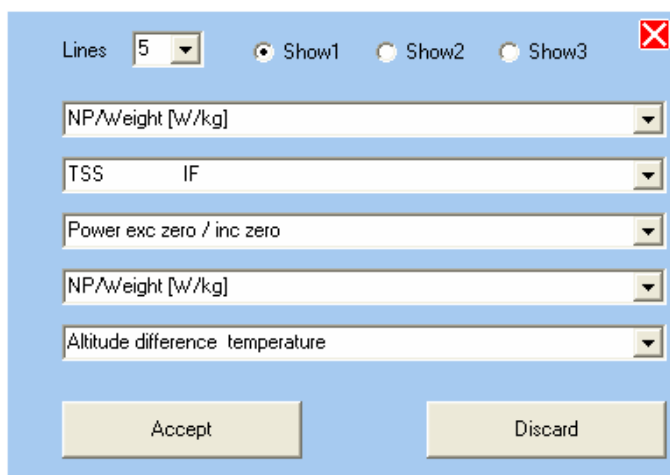 Lines 5 Show1 Show2 Show3
NP/Weight [W/kg]
TSS IF
Power exc zero / inc zero
NP/Weight [W/kg]
Altitude difference temperature
Accept Discard